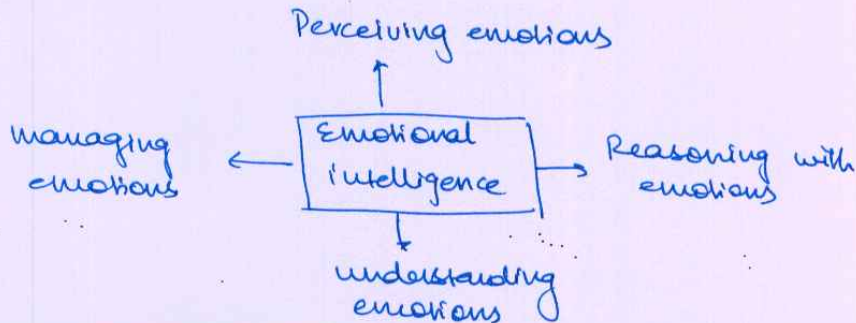 Perceiving emotions
managing
emotions
Emotional
intelligence
Reasoning with
emotions
understanding
emotions